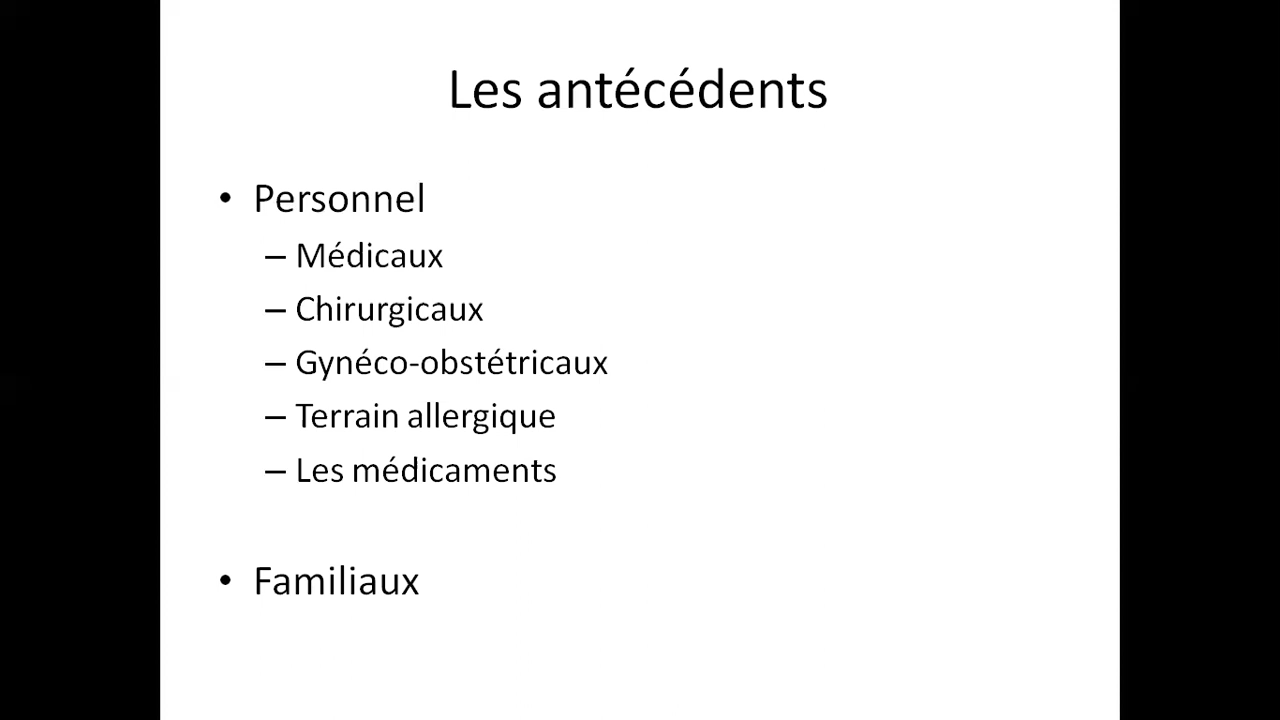 Les antécédents
• Personnel
– Médicaux
– Chirurgicaux
– Gynéco-obstétricaux
– Terrain allergique
– Les médicaments
• Familiaux